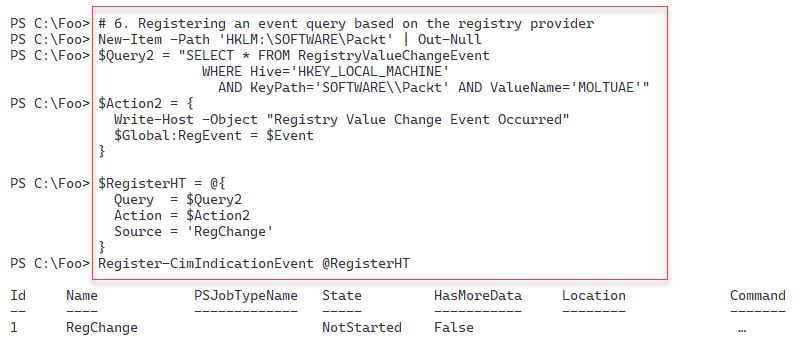 PS C:\Foo> # 6. Registering an event query based on the registry provider
PS C:\Foo> New-Item -Path 'HKLM:\SOFTWARE\Packt' | Out-Null
PS C:\Foo> $Query2 = "SELECT * FROM RegistryValueChangeEvent
WHERE Hive='HKEY_LOCAL_MACHINE'
AND KeyPath='SOFTWARE\\Packt' AND ValueName='MOLTUAE'"
PS C:\Foo> $Action2 = {
Write-Host -Object "Registry Value Change Event Occurred"
$Global:RegEvent = $Event
}
PS C:\Foo> $RegisterHT = @{
Query  = $Query2
Action = $Action2
Source = 'RegChange'
}
PS C:\Foo> Register-CimIndicationEvent @RegisterHT
Id Name PSJobTypeName State HasMoreData Location Command
-- ---- ------------- ----- ----------- -------- -------
1 RegChange NotStarted False …